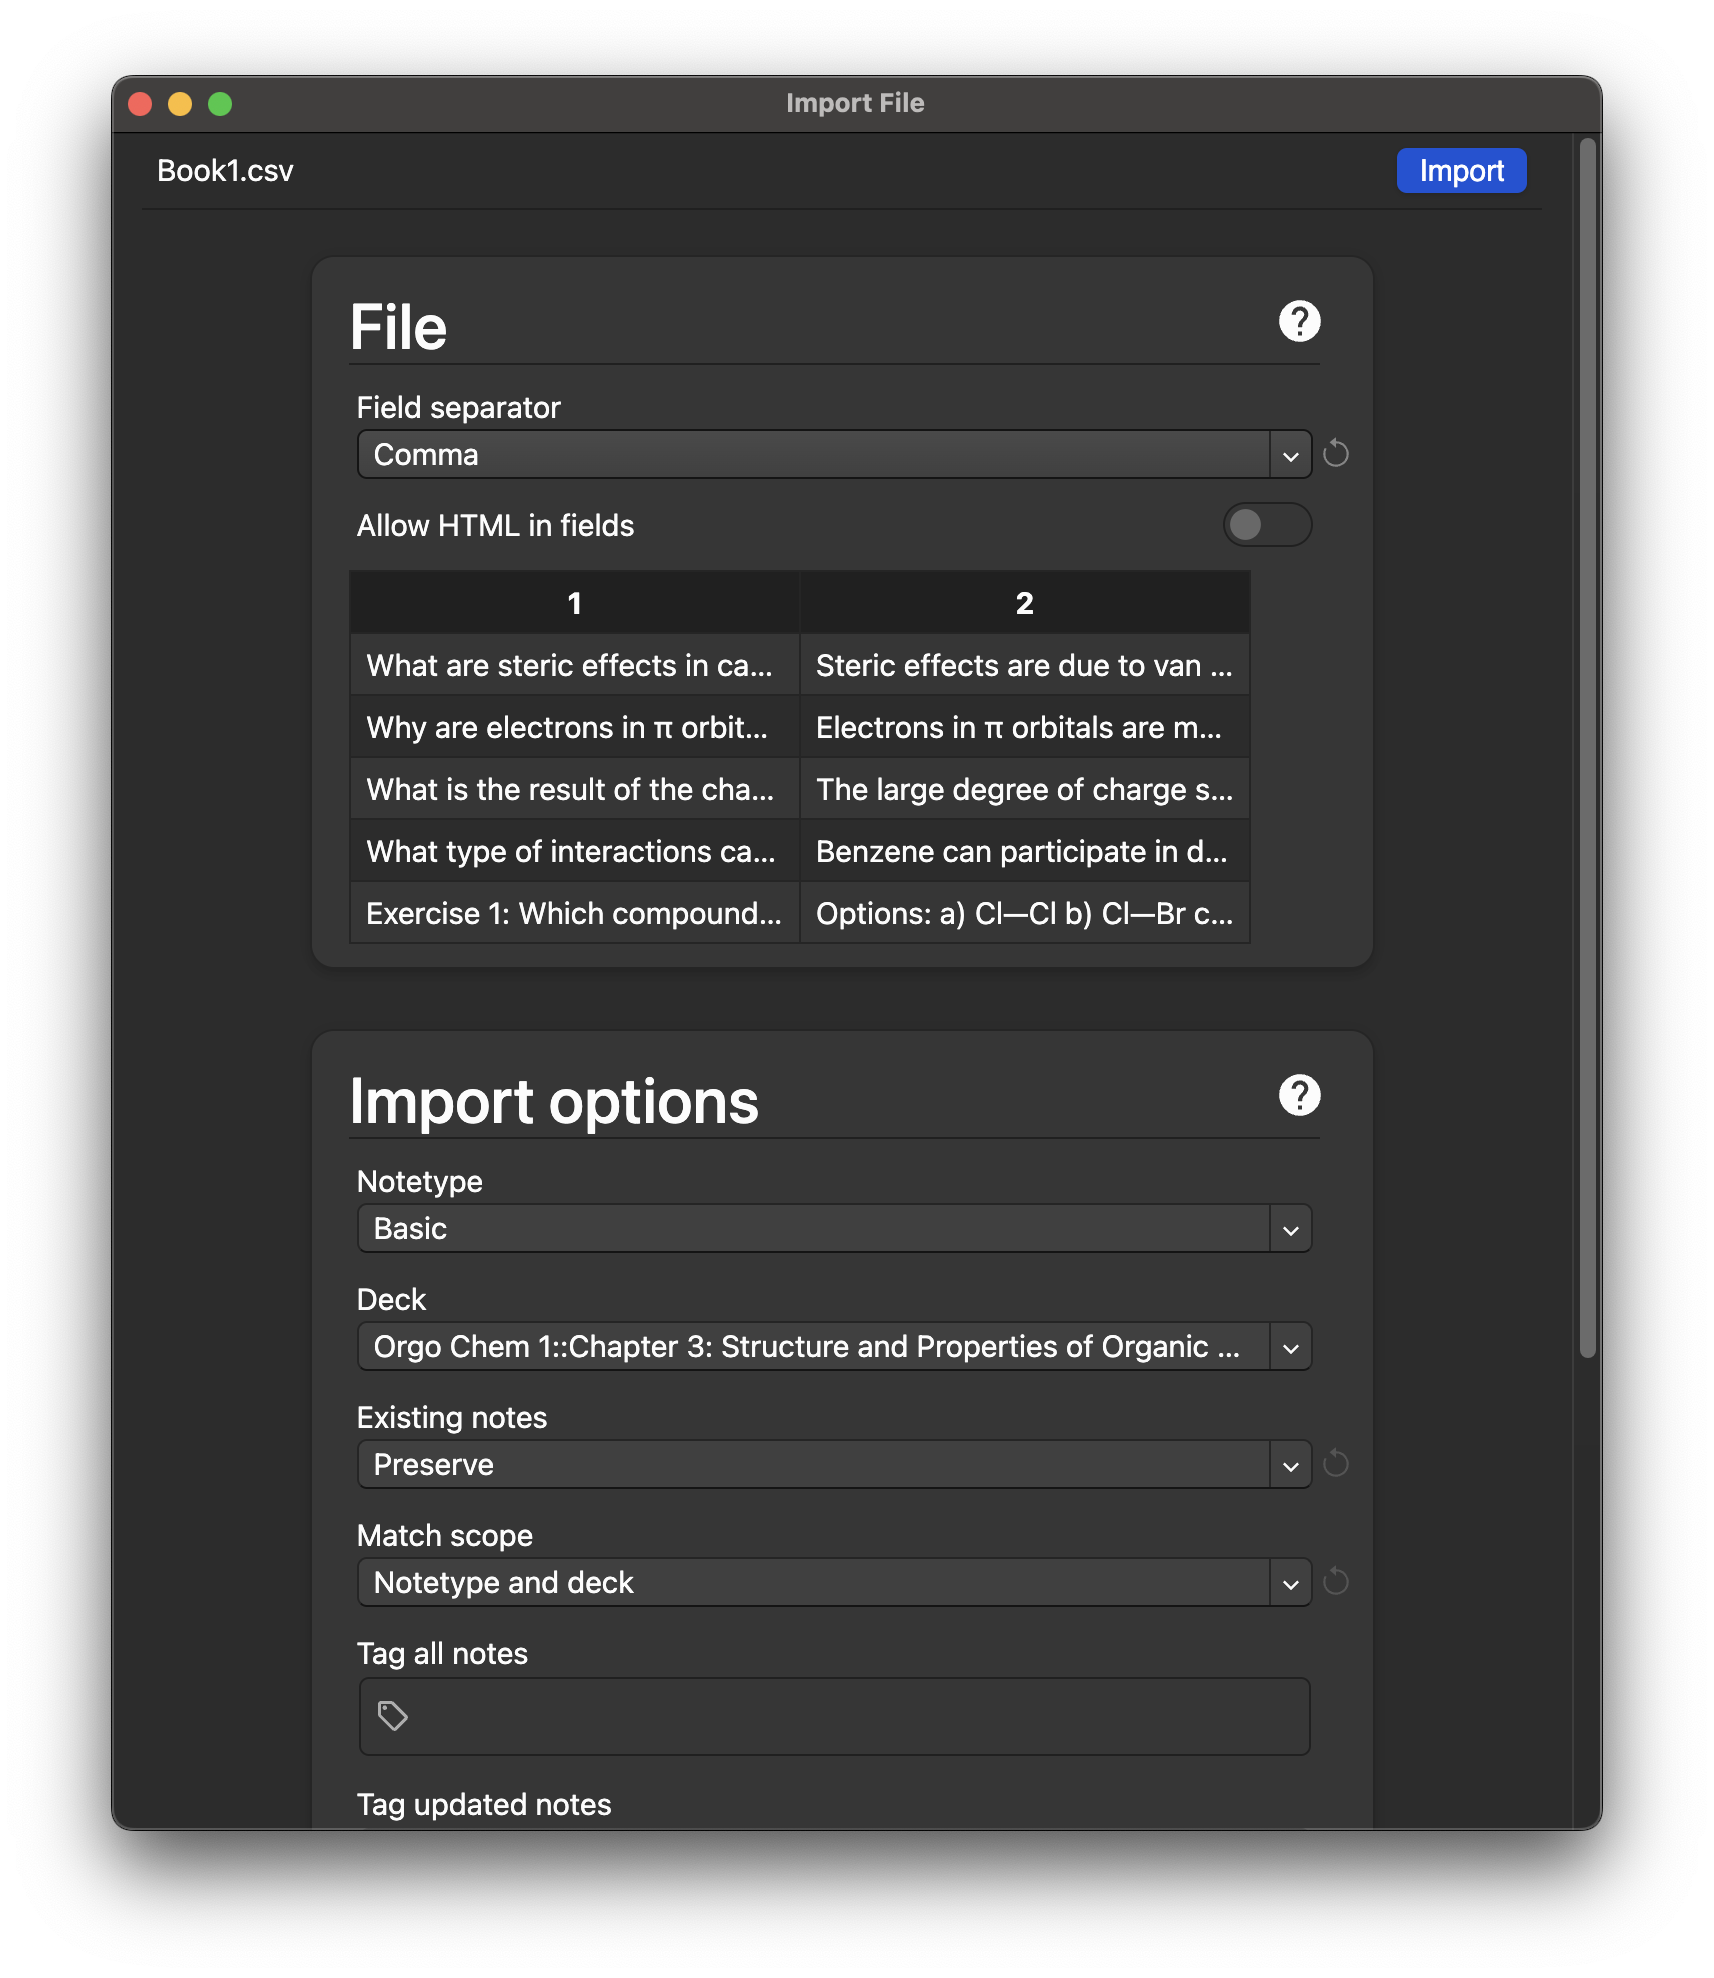 Import File
Book1.csv
Import
File
?
Field separator
Comma
Allow HTML in fields
1 2
What are steric effects in ca... Steric effects are due to van ...
Why are electrons in π orbit... Electrons in π orbitals are m...
What is the result of the cha... The large degree of charge s...
What type of interactions ca... Benzene can participate in d...
Exercise 1: Which compound... Options: a) Cl—Cl b) Cl—Br c...
Import options
?
Notetype
Basic
Deck
Orgo Chem 1::Chapter 3: Structure and Properties of Organic ...
Existing notes
Preserve
Match scope
Notetype and deck
Tag all notes
Tag updated notes